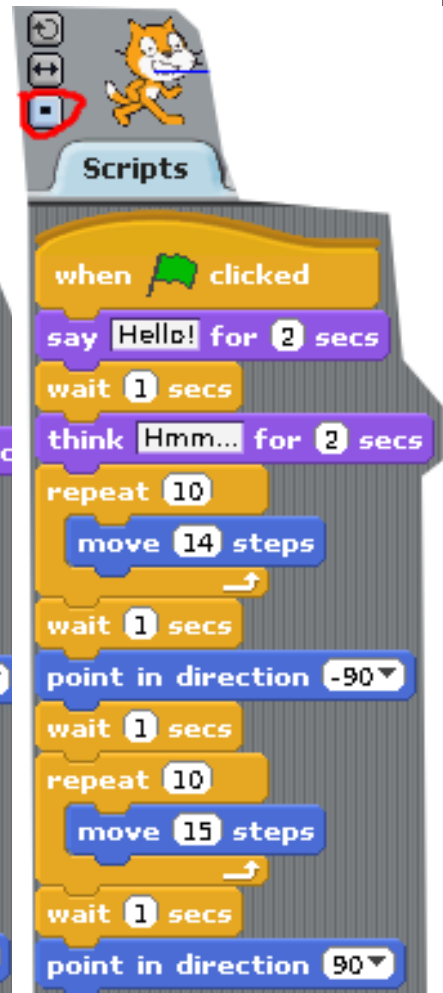 Scripts
when clicked
say Hello! for 2 secs
wait 1 secs
think Hmm... for 2 secs
repeat 10
move 14 steps
wait 1 secs
point in direction -90
wait 1 secs
repeat 10
move 15 steps
wait 1 secs
point in direction 90